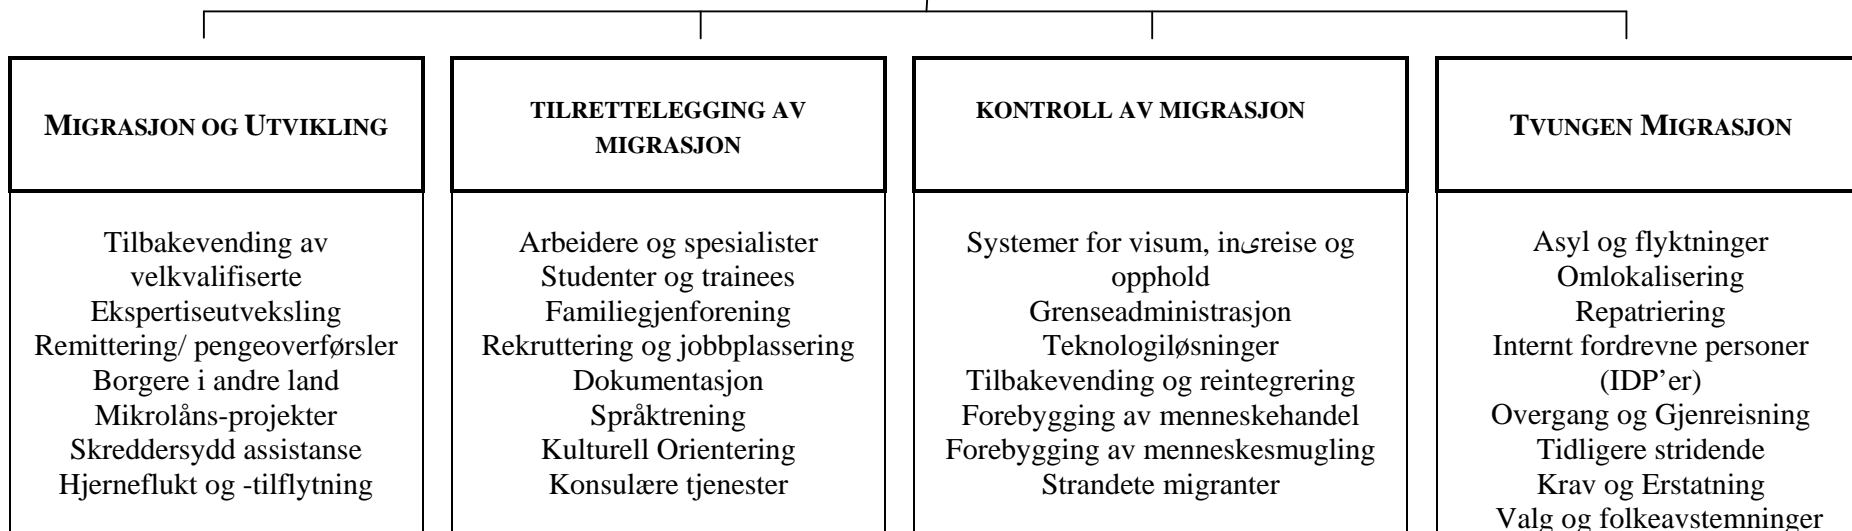 MIGRASJON OG UTVIKLING
Tilbakevending av
velkvalifiserte
Ekspertiseutveksling
Remittering/ pengeoverførsler
Borgere i andre land
Mikrolåns-projekter
Skreddersydd assistanse
Hjerneflukt og -tilflytning
TILRETTELEGGING AV
MIGRASJON
Arbeidere og spesialister
Studenter og trainees
Familiegjenforening
Rekruttering og jobbplassering
Dokumentasjon
Språktrening
Kulturell Orientering
Konsulære tjenester
KONTROLL AV MIGRASJON
Systemer for visum, inىreise og
opphold
Grenseadministrasjon
Teknologiløsninger
Tilbakevending og reintegrering
Forebygging av menneskehandel
Forebygging av menneskesmugling
Strandete migranter
TVUNGEN MIGRASJON
Asyl og flyktninger
Omlokalisering
Repatriering
Internt fordrevne personer
(IDP’er)
Overgang og Gjenreisning
Tidligere stridende
Krav og Erstatning
Valg og folkeavstemninger